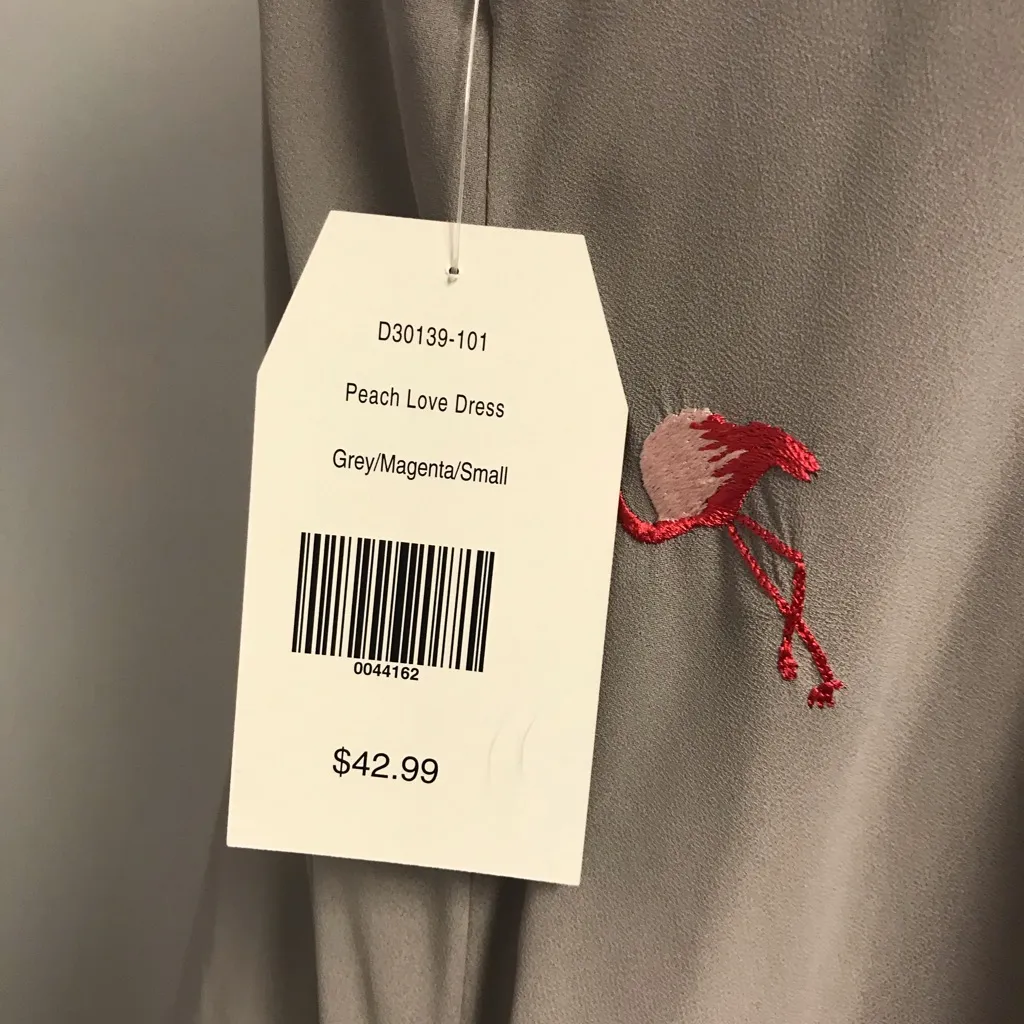 D30139-101
Peach Love Dress
Grey/Magenta/Small
0044162
$42.99